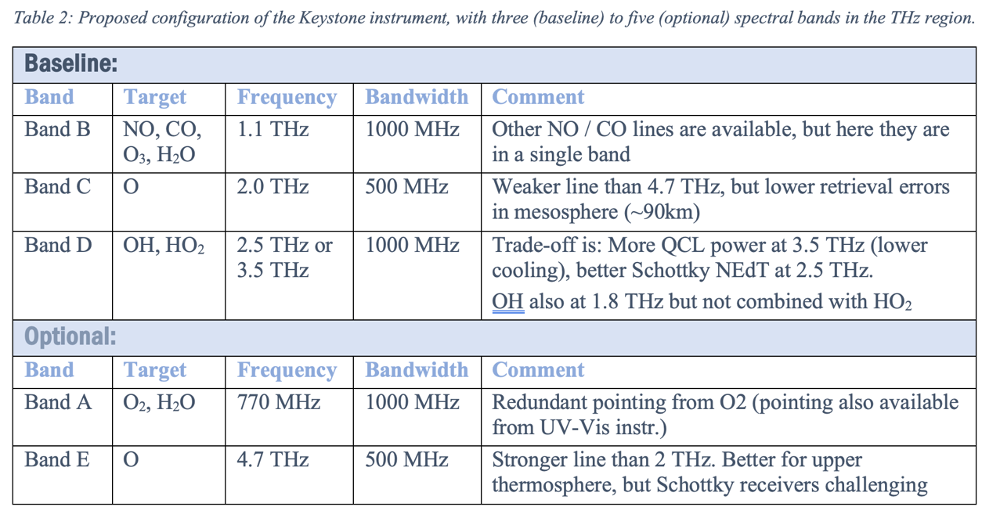 Table 2: Proposed configuration of the Keystone instrument, with three (baseline) to five (optional) spectral bands in the THz region.
Baseline:
Band Target Frequency Bandwidth Comment
Band B NO, CO, 1.1 THz 1000 MHz Other NO / CO lines are available, but here they are
O₃, H₂O in a single band
Band C O 2.0 THz 500 MHz Weaker line than 4.7 THz, but lower retrieval errors
in mesosphere (~90km)
Band D OH, HO₂ 2.5 THz or 1000 MHz Trade-off is: More QCL power at 3.5 THz (lower
3.5 THz cooling), better Schottky NEdT at 2.5 THz.
OH also at 1.8 THz but not combined with HO₂
Optional:
Band Target Frequency Bandwidth Comment
Band A O₂, H₂O 770 MHz 1000 MHz Redundant pointing from O2 (pointing also available
from UV-Vis instr.)
Band E O 4.7 THz 500 MHz Stronger line than 2 THz. Better for upper
thermosphere, but Schottky receivers challenging